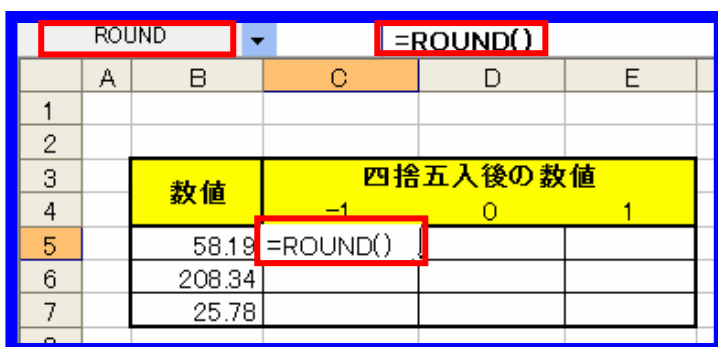 ROUND =ROUND()
A B C D E
1
2
3 数値 四捨五入後の数値
4 -1 0 1
5 58.19 =ROUND()
6 208.34
7 25.78